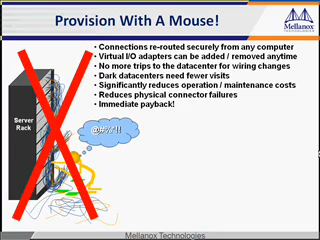 Provision With A Mouse!
Mellanox
TECHNOLOGIES
• Connections re-routed securely from any computer
• Virtual I/O adapters can be added / removed anytime
• No more trips to the datacenter for wiring changes
• Dark datacenters need fewer visits
• Significantly reduces operation / maintenance costs
• Reduces physical connector failures
• Immediate payback!
Server
Rack
@#%*!!
Mellanox Technologies